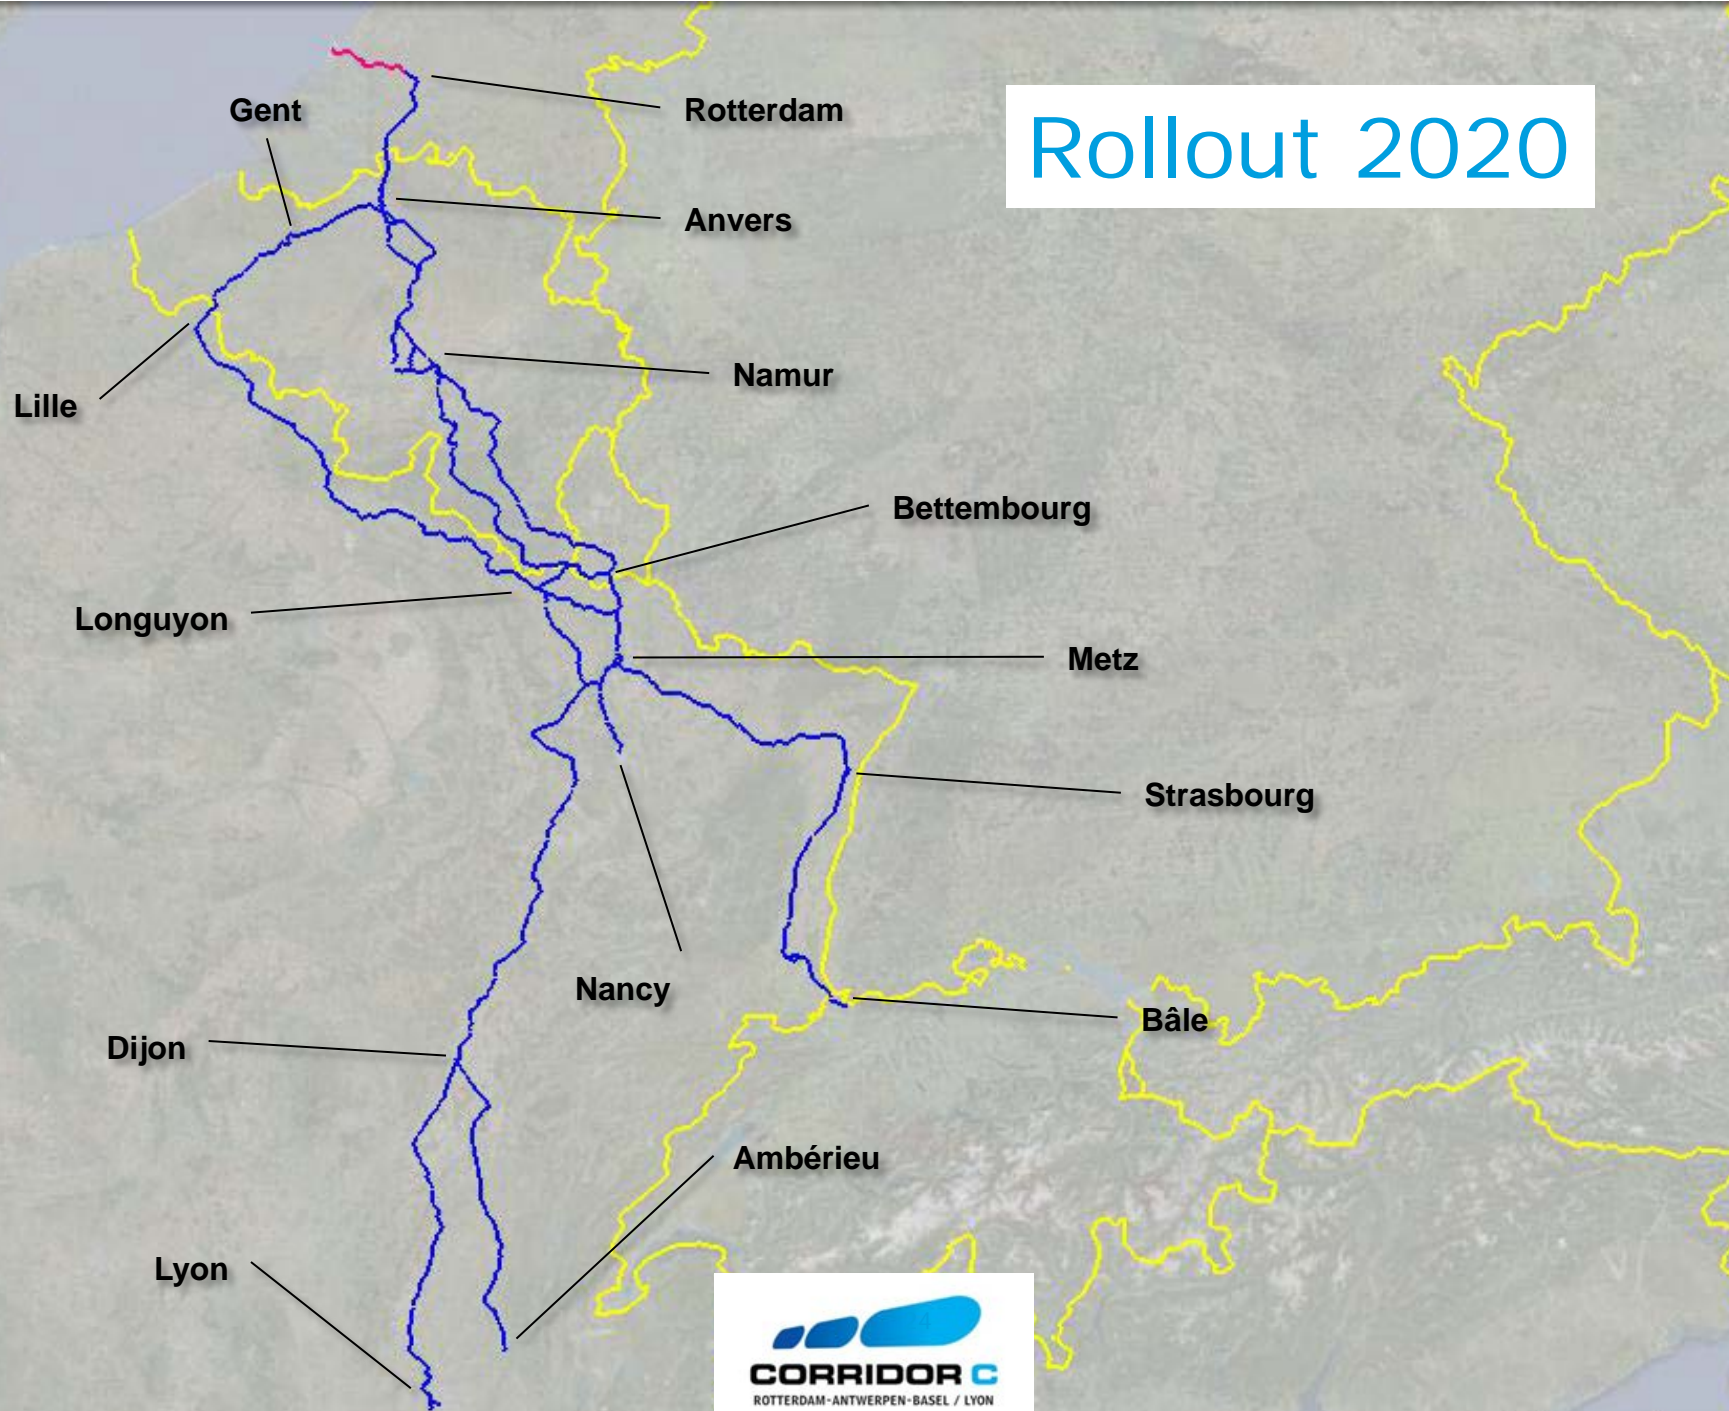 Gent
Rotterdam
Rollout 2020
Anvers
Namur
Lille
Bettembourg
Longuyon
Metz
Strasbourg
Nancy
Bâle
Dijon
Ambérieu
Lyon
4
CORRIDOR C
ROTTERDAM-ANTWERPEN-BASEL / LYON